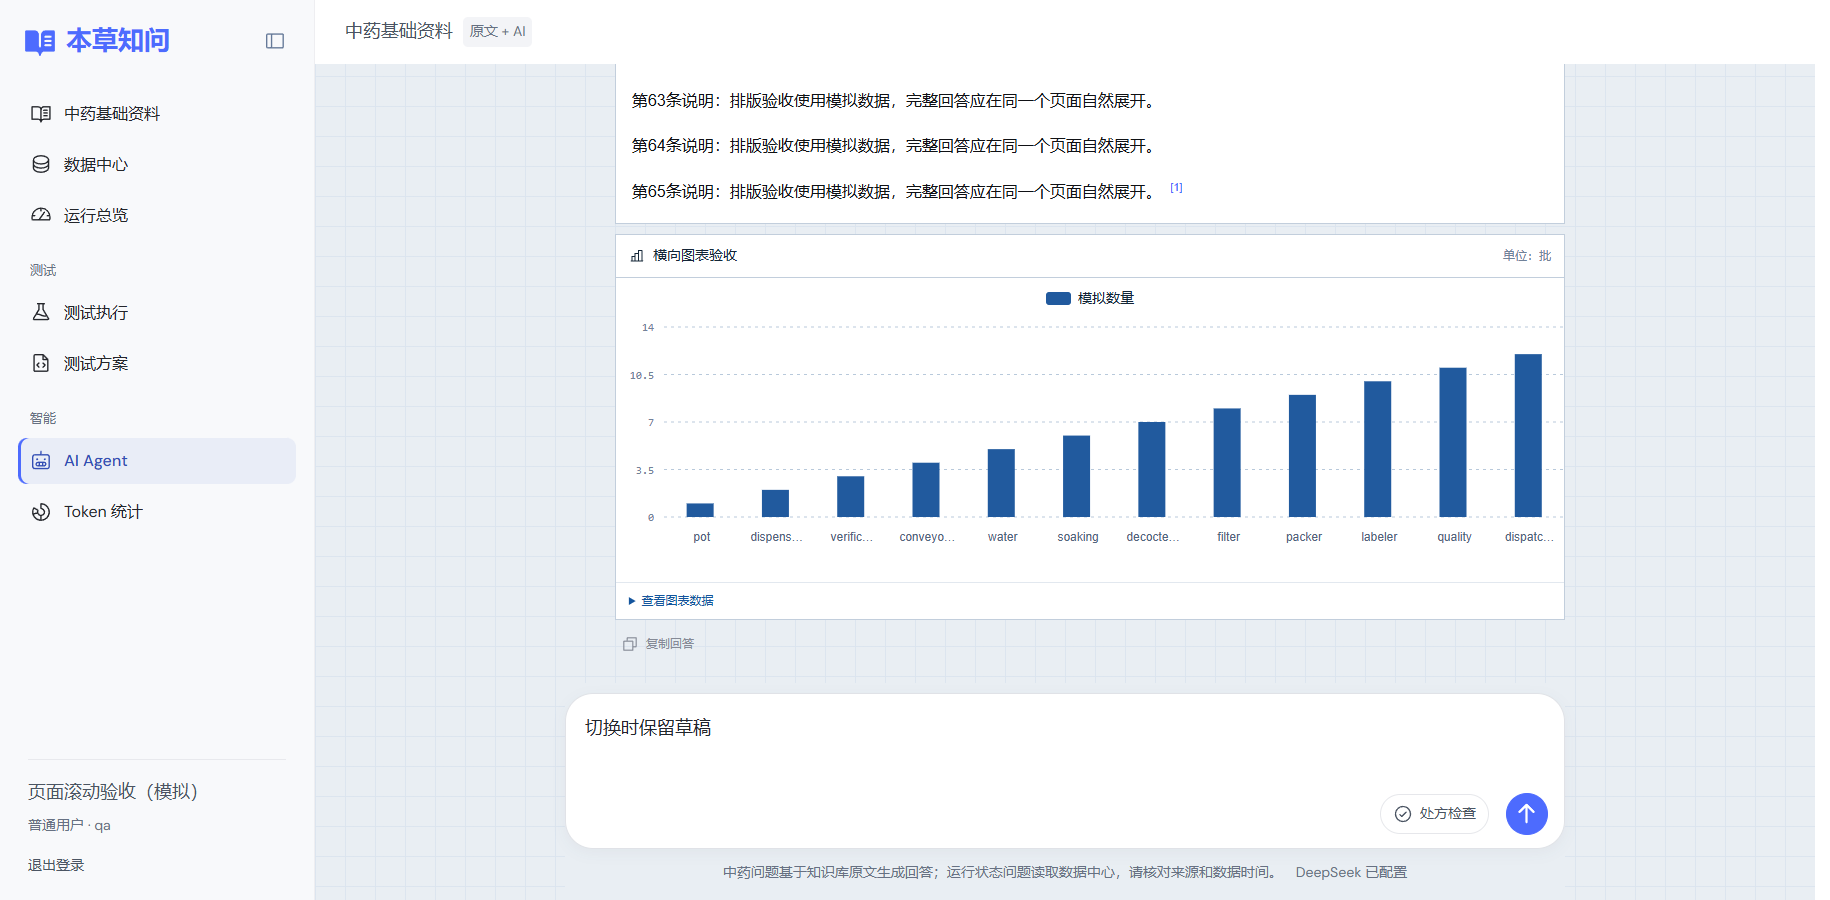 本草知问
中药基础资料
数据中心
运行总览
测试
测试执行
测试方案
智能
AI Agent
Token 统计
页面滚动验收（模拟）
普通用户 · qa
退出登录
中药基础资料 原文 + AI
第63条说明：排版验收使用模拟数据，完整回答应在同一个页面自然展开。
第64条说明：排版验收使用模拟数据，完整回答应在同一个页面自然展开。
第65条说明：排版验收使用模拟数据，完整回答应在同一个页面自然展开。 [1]
横向图表验收 单位：批
模拟数量
14
10.5
7
3.5
0
pot dispens... verific... conveyo... water soaking decocte... filter packer labeler quality dispatc...
查看图表数据
复制回答
切换时保留草稿
处方检查
中药问题基于知识库原文生成回答；运行状态问题读取数据中心，请核对来源和数据时间。 DeepSeek 已配置